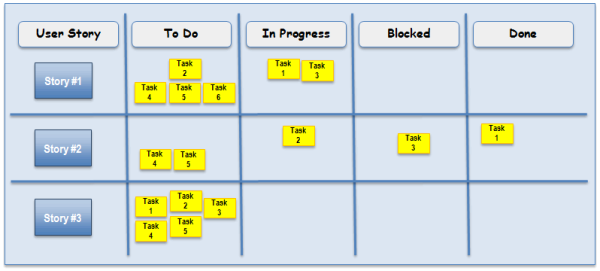 User Story To Do In Progress Blocked Done
Story #1
Task
2
Task
4
Task
5
Task
6
Task
1
Task
3
Story #2
Task
4
Task
5
Task
2
Task
3
Task
1
Story #3
Task
1
Task
2
Task
3
Task
4
Task
5